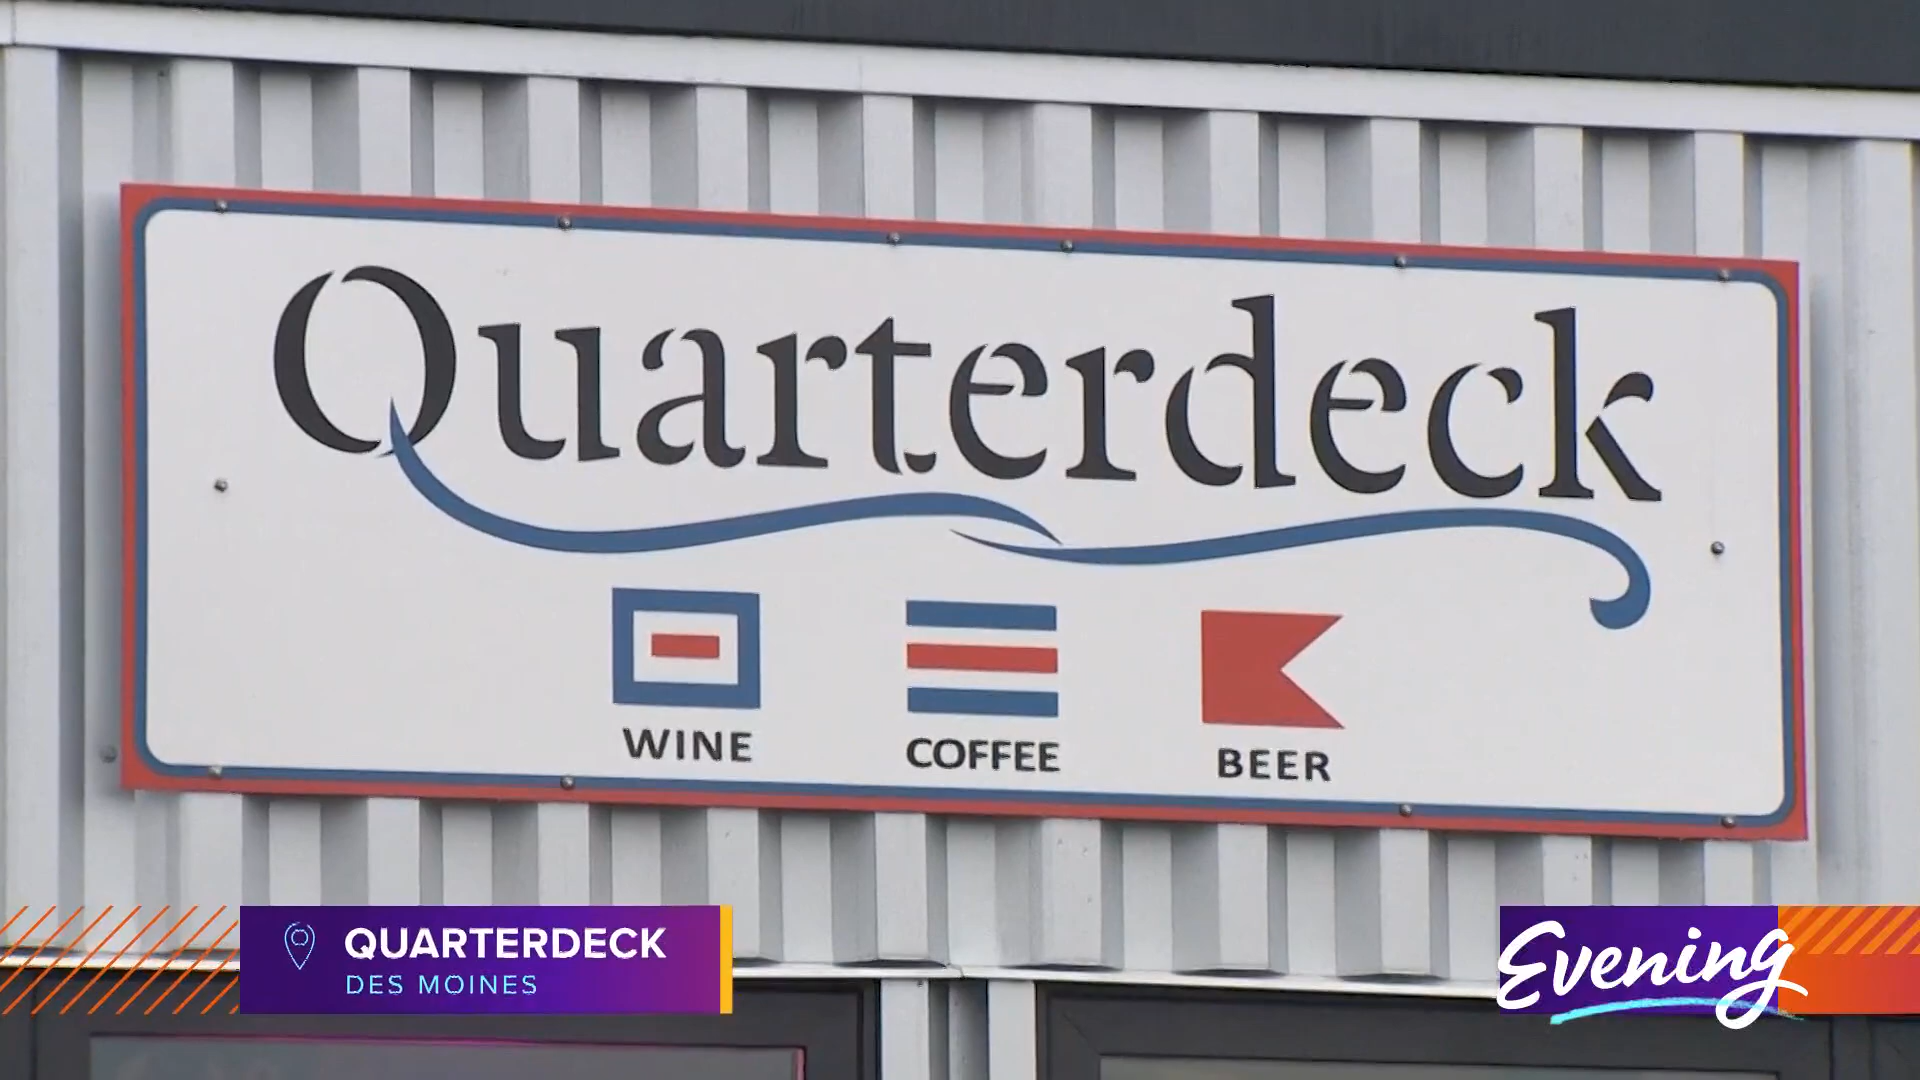 Quarterdeck
WINE COFFEE BEER
QUARTERDECK
DES MOINES
Evening